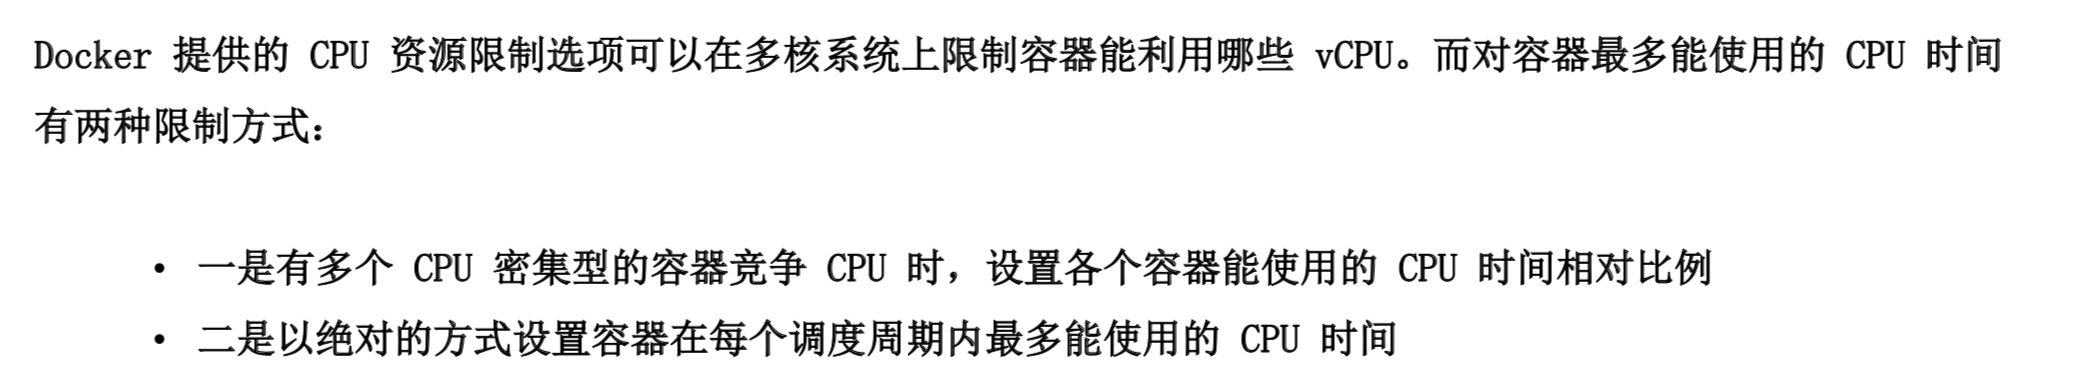 Docker 提供的 CPU 资源限制选项可以在多核系统上限制容器能利用哪些 vCPU。而对容器最多能使用的 CPU 时间
有两种限制方式：
• 一是有多个 CPU 密集型的容器竞争 CPU 时，设置各个容器能使用的 CPU 时间相对比例
• 二是以绝对的方式设置容器在每个调度周期内最多能使用的 CPU 时间